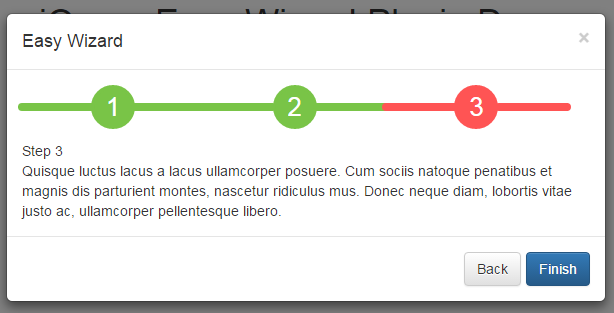 Easy Wizard
×
1 2 3
Step 3
Quisque luctus lacus a lacus ullamcorper posuere. Cum sociis natoque penatibus et
magnis dis parturient montes, nascetur ridiculus mus. Donec neque diam, lobortis vitae
justo ac, ullamcorper pellentesque libero.
Back Finish